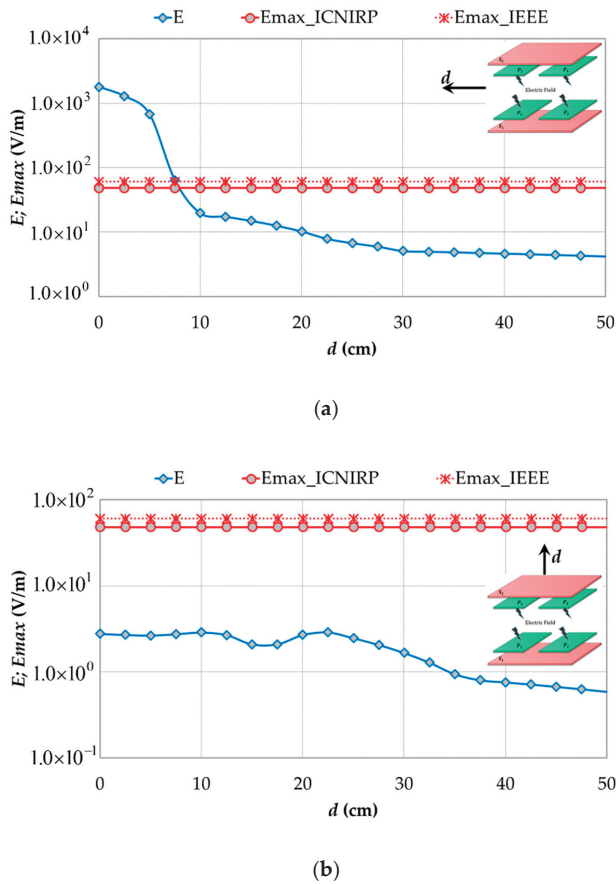 E Emax_ICNIRP Emax_IEEE
1.0×10⁴
1.0×10³
1.0×10²
1.0×10¹
1.0×10⁰
E; Emax (V/m)
d
Electric Field
0 10 20 30 40 50
d (cm)
(a)
E Emax_ICNIRP Emax_IEEE
1.0×10²
1.0×10¹
1.0×10⁰
1.0×10⁻¹
E; Emax (V/m)
d
Electric Field
0 10 20 30 40 50
d (cm)
(b)